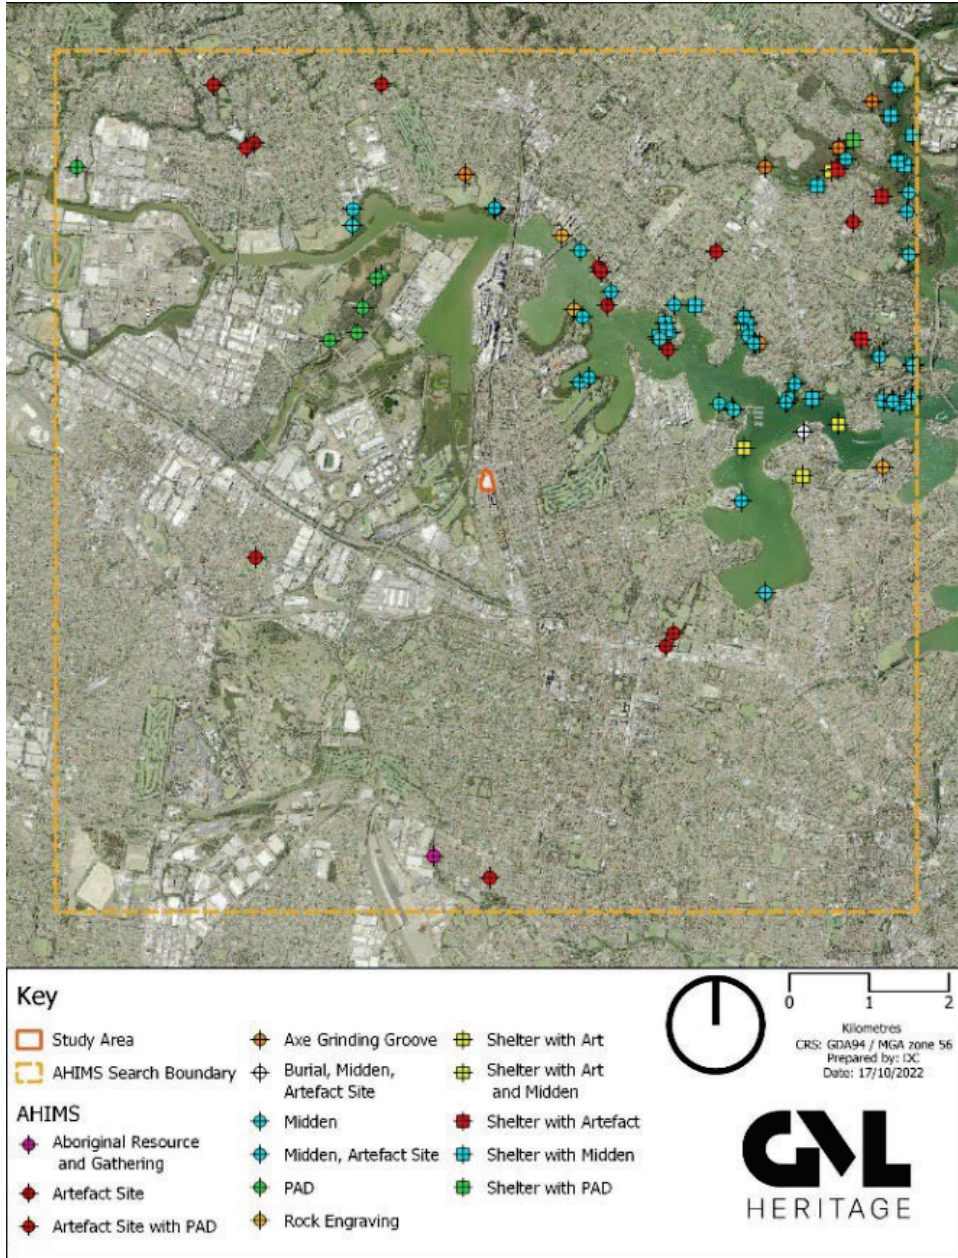 Key
Study Area
AHIMS Search Boundary
AHIMS
Aboriginal Resource
and Gathering
Artefact Site
Artefact Site with PAD
Axe Grinding Groove
Burial, Midden,
Artefact Site
Midden
Midden, Artefact Site
PAD
Rock Engraving
Shelter with Art
Shelter with Art
and Midden
Shelter with Artefact
Shelter with Midden
Shelter with PAD
0 1 2
Kilometres
CRS: GDA94 / MGA zone 56
Prepared by: DC
Date: 17/10/2022
GML
HERITAGE